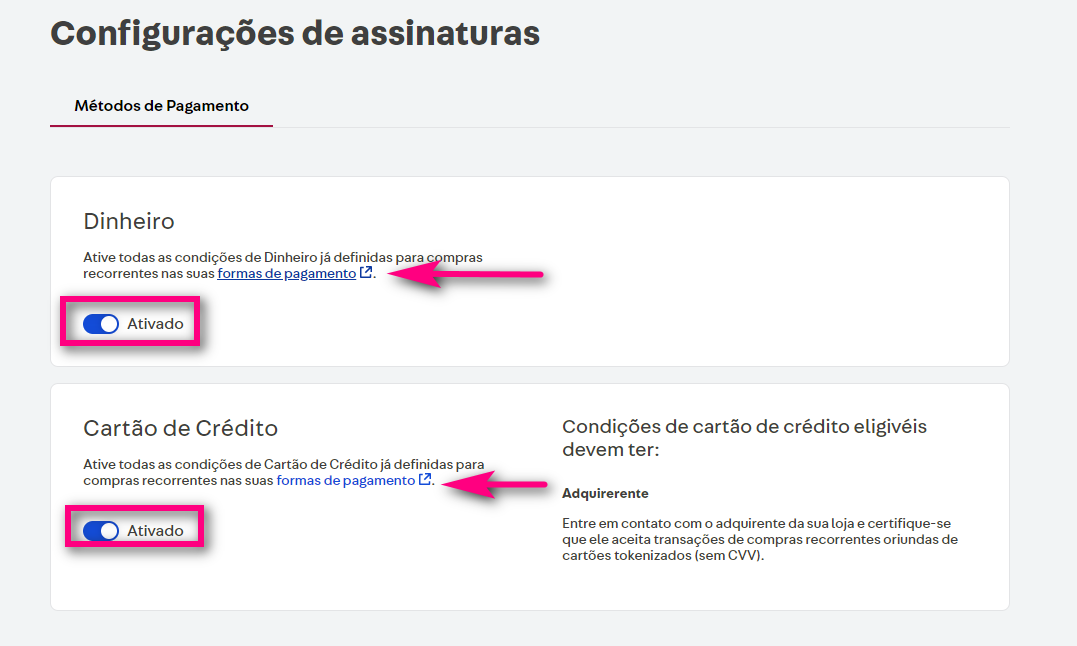 Configurações de assinaturas
Métodos de Pagamento
Dinheiro
Ative todas as condições de Dinheiro já definidas para compras
recorrentes nas suas formas de pagamento.
Ativado
Cartão de Crédito
Ative todas as condições de Cartão de Crédito já definidas para
compras recorrentes nas suas formas de pagamento.
Ativado
Condições de cartão de crédito eligivéis
devem ter:
Adquirerente
Entre em contato com o adquirente da sua loja e certifique-se
que ele aceita transações de compras recorrentes oriundas de
cartões tokenizados (sem CVV).